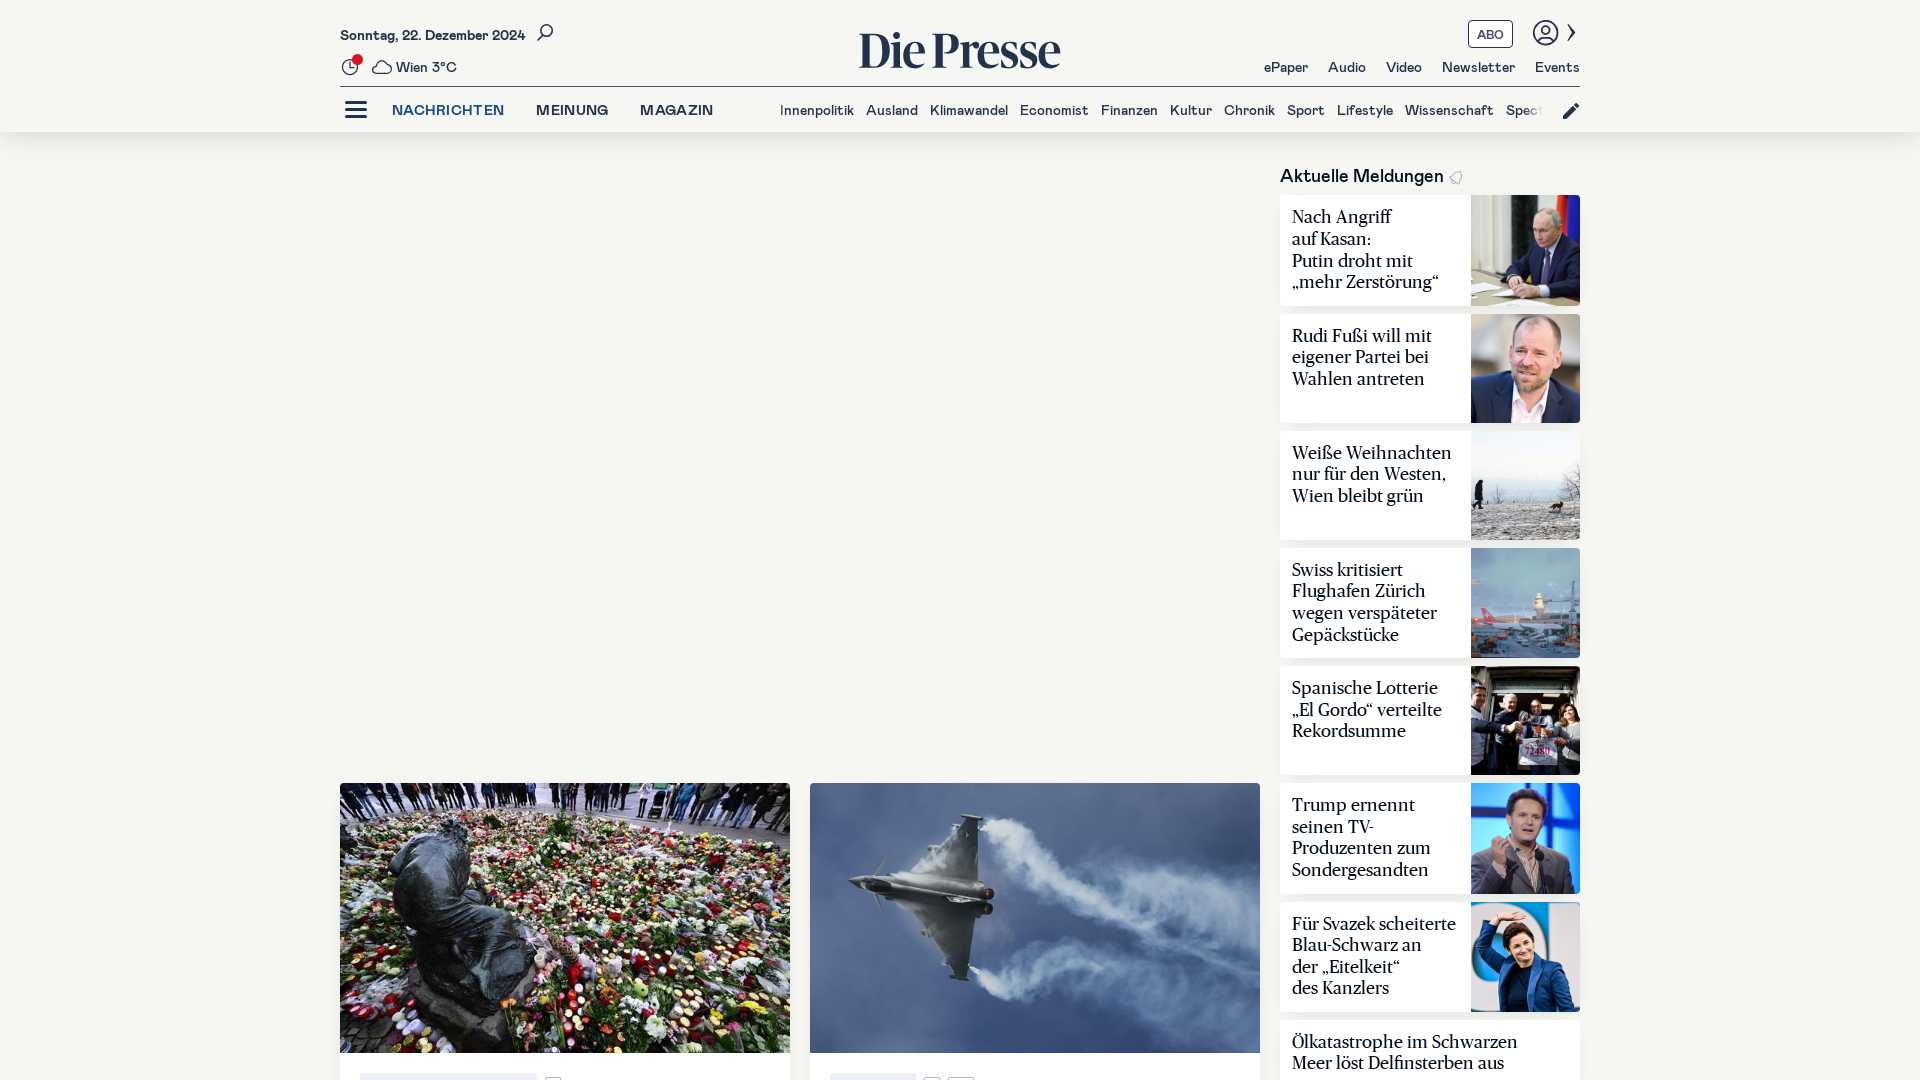 Sonntag, 22. Dezember 2024
Wien 3°C
Die Presse
ABO
ePaper Audio Video Newsletter Events
NACHRICHTEN MEINUNG MAGAZIN
Innenpolitik Ausland Klimawandel Economist Finanzen Kultur Chronik Sport Lifestyle Wissenschaft Spect
Aktuelle Meldungen
Nach Angriff
auf Kasan:
Putin droht mit
„mehr Zerstörung“
Rudi Fußi will mit
eigener Partei bei
Wahlen antreten
Weiße Weihnachten
nur für den Westen,
Wien bleibt grün
Swiss kritisiert
Flughafen Zürich
wegen verspäteter
Gepäckstücke
Spanische Lotterie
„El Gordo“ verteilte
Rekordsumme
72480
Trump ernennt
seinen TV-
Produzenten zum
Sondergesandten
Für Svazek scheiterte
Blau-Schwarz an
der „Eitelkeit“
des Kanzlers
Ölkatastrophe im Schwarzen
Meer löst Delfinsterben aus